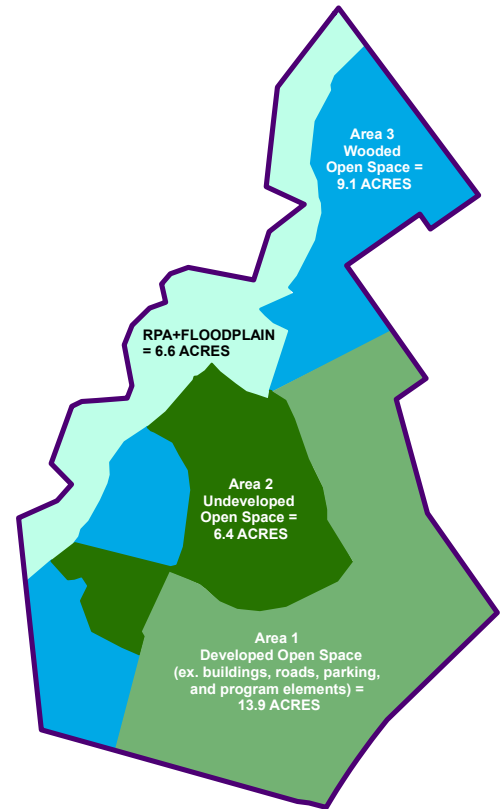 Area 3
Wooded
Open Space =
9.1 ACRES
RPA+FLOODPLAIN
= 6.6 ACRES
Area 2
Undeveloped
Open Space =
6.4 ACRES
Area 1
Developed Open Space
(ex. buildings, roads, parking,
and program elements) =
13.9 ACRES